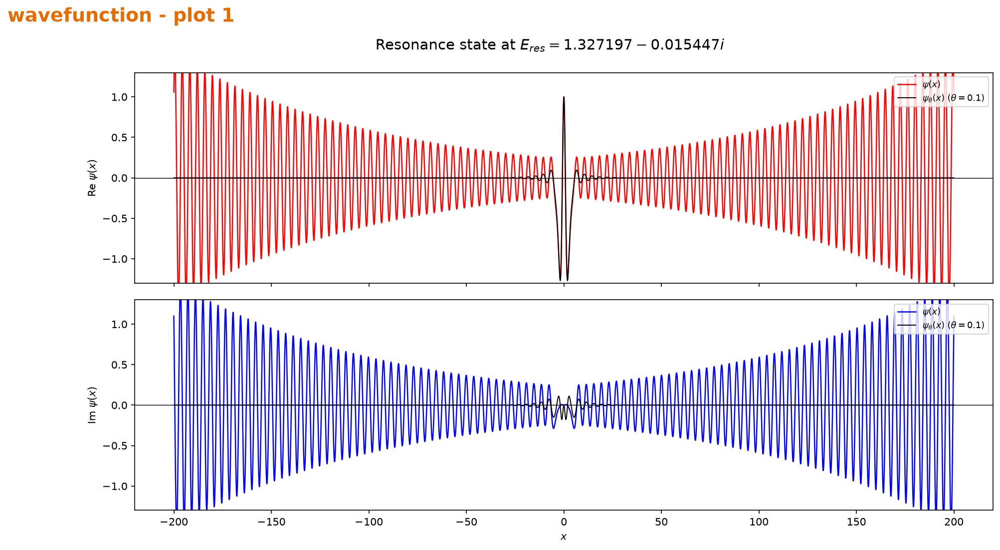 wavefunction - plot 1
Resonance state at E_res = 1.327197 − 0.015447i
1.0
0.5
0.0
−0.5
−1.0
Re ψ(x)
ψ(x)
ψ_θ(x) (θ = 0.1)
1.0
0.5
0.0
−0.5
−1.0
Im ψ(x)
ψ(x)
ψ_θ(x) (θ = 0.1)
−200 −150 −100 −50 0 50 100 150 200
x